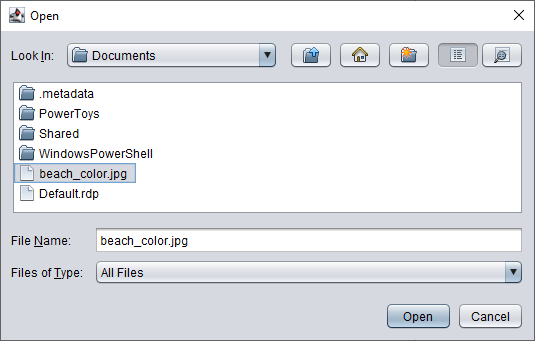 Open
Look In: Documents
.metadata
PowerToys
Shared
WindowsPowerShell
beach_color.jpg
Default.rdp
File Name: beach_color.jpg
Files of Type: All Files
Open Cancel